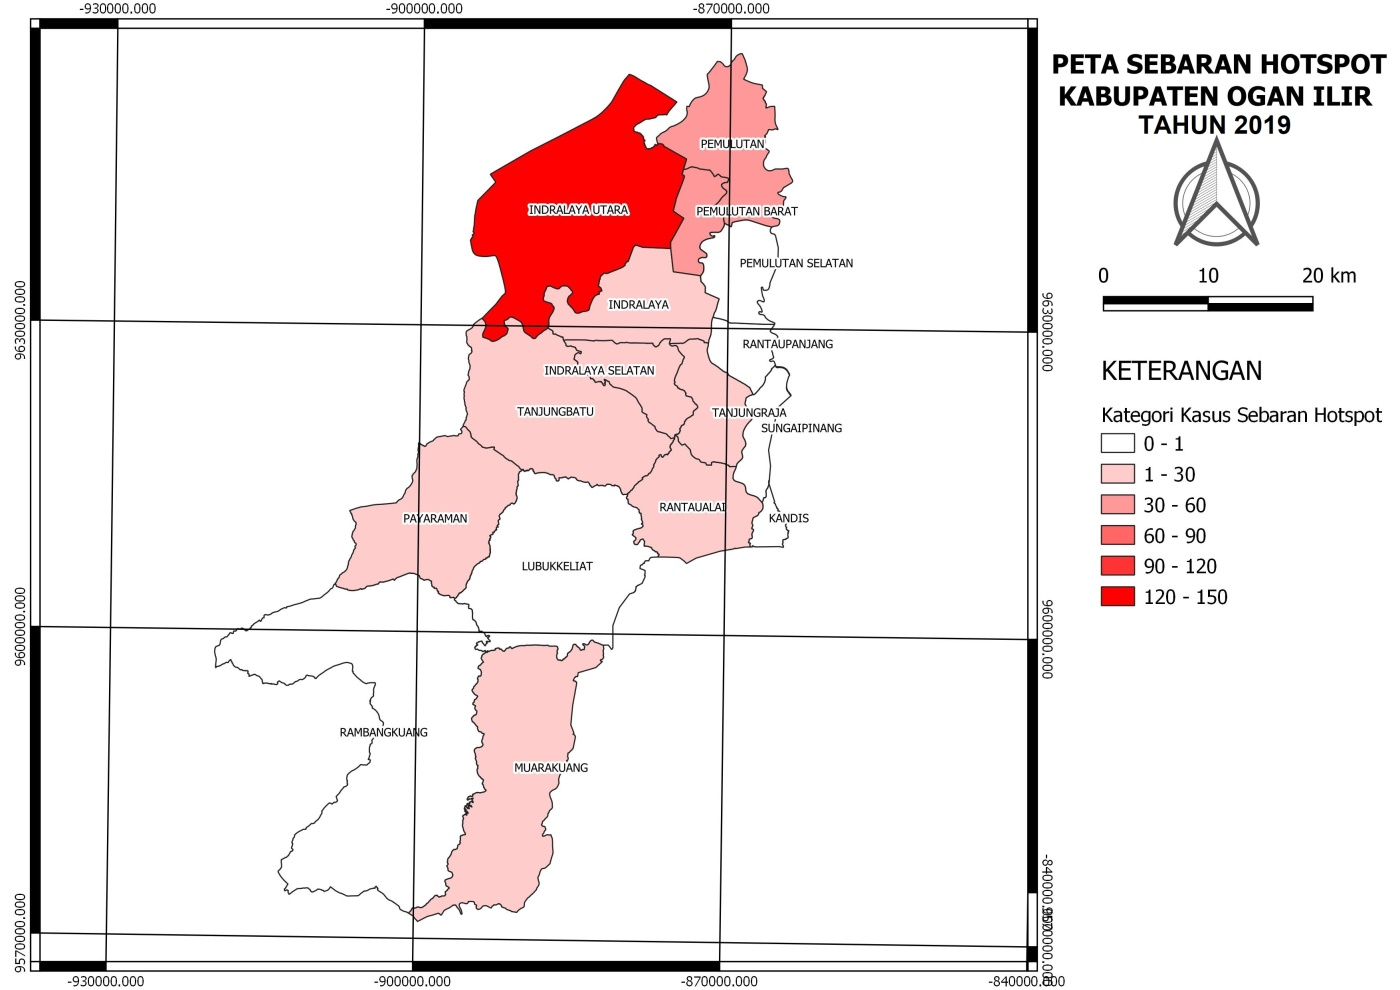 -930000.000
-900000.000
-870000.000
PETA SEBARAN HOTSPOT
KABUPATEN OGAN ILIR
TAHUN 2019
0 10 20 km
KETERANGAN
Kategori Kasus Sebaran Hotspot
0 - 1
1 - 30
30 - 60
60 - 90
90 - 120
120 - 150
PEMULUTAN
INDRALAYA UTARA
PEMULUTAN BARAT
PEMULUTAN SELATAN
INDRALAYA
RANTAUPANJANG
INDRALAYA SELATAN
TANJUNGBATU
TANJUNGRAJA
SUNGAIPINANG
RANTAUALAI
PAYARAMAN
KANDIS
LUBUKKELIAT
RAMBANGKUANG
MUARAKUANG
9630000.000
9600000.000
9570000.000
9630000.000
9600000.000
-930000.000
-900000.000
-870000.000
-840000.000